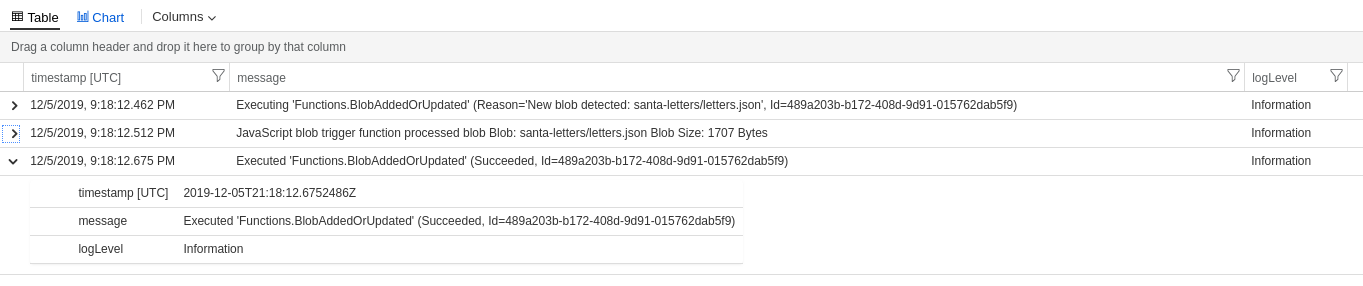 Table Chart Columns
Drag a column header and drop it here to group by that column
timestamp [UTC] message logLevel
12/5/2019, 9:18:12.462 PM Executing 'Functions.BlobAddedOrUpdated' (Reason='New blob detected: santa-letters/letters.json', Id=489a203b-b172-408d-9d91-015762dab5f9) Information
12/5/2019, 9:18:12.512 PM JavaScript blob trigger function processed blob Blob: santa-letters/letters.json Blob Size: 1707 Bytes Information
12/5/2019, 9:18:12.675 PM Executed 'Functions.BlobAddedOrUpdated' (Succeeded, Id=489a203b-b172-408d-9d91-015762dab5f9) Information
timestamp [UTC] 2019-12-05T21:18:12.6752486Z
message Executed 'Functions.BlobAddedOrUpdated' (Succeeded, Id=489a203b-b172-408d-9d91-015762dab5f9)
logLevel Information